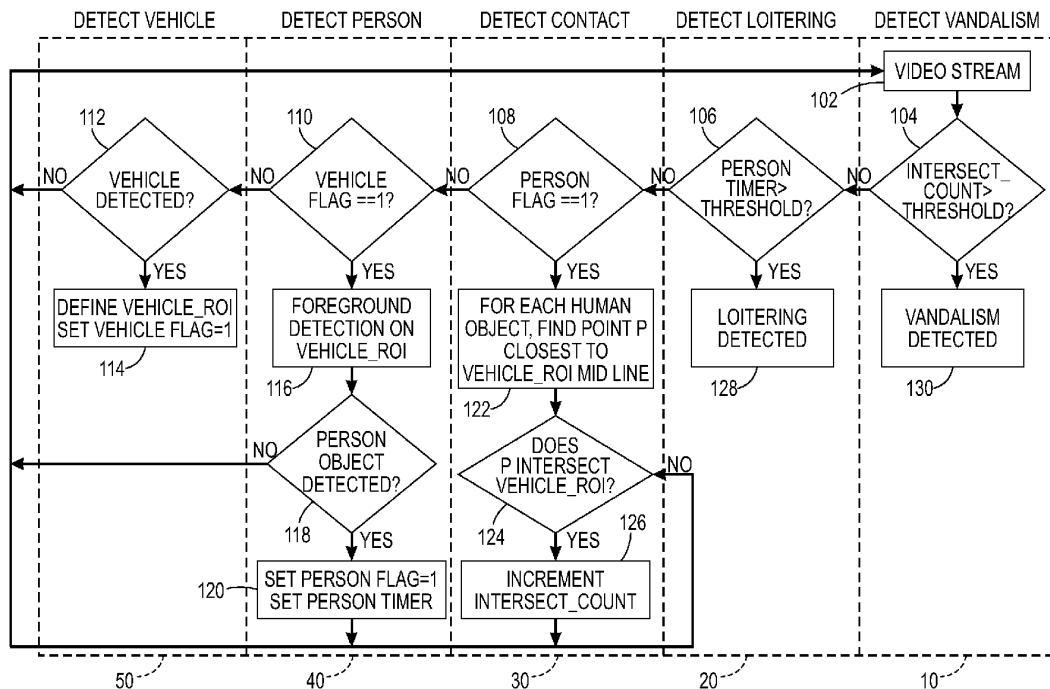 DETECT VEHICLE
DETECT PERSON
DETECT CONTACT
DETECT LOITERING
DETECT VANDALISM
VIDEO STREAM
102
112
110
108
106
104
VEHICLE
DETECTED?
NO
YES
VEHICLE
FLAG ==1?
NO
YES
PERSON
FLAG ==1?
NO
YES
PERSON
TIMER>
THRESHOLD?
NO
YES
INTERSECT_
COUNT>
THRESHOLD?
NO
YES
DEFINE VEHICLE_ROI
SET VEHICLE FLAG=1
114
FOREGROUND
DETECTION ON
VEHICLE_ROI
116
FOR EACH HUMAN
OBJECT, FIND POINT P
CLOSEST TO
VEHICLE_ROI MID LINE
122
LOITERING
DETECTED
128
VANDALISM
DETECTED
130
NO
PERSON
OBJECT
DETECTED?
118
YES
DOES
P INTERSECT
VEHICLE_ROI?
NO
124
YES
126
120
SET PERSON FLAG=1
SET PERSON TIMER
INCREMENT
INTERSECT_COUNT
50
40
30
20
10